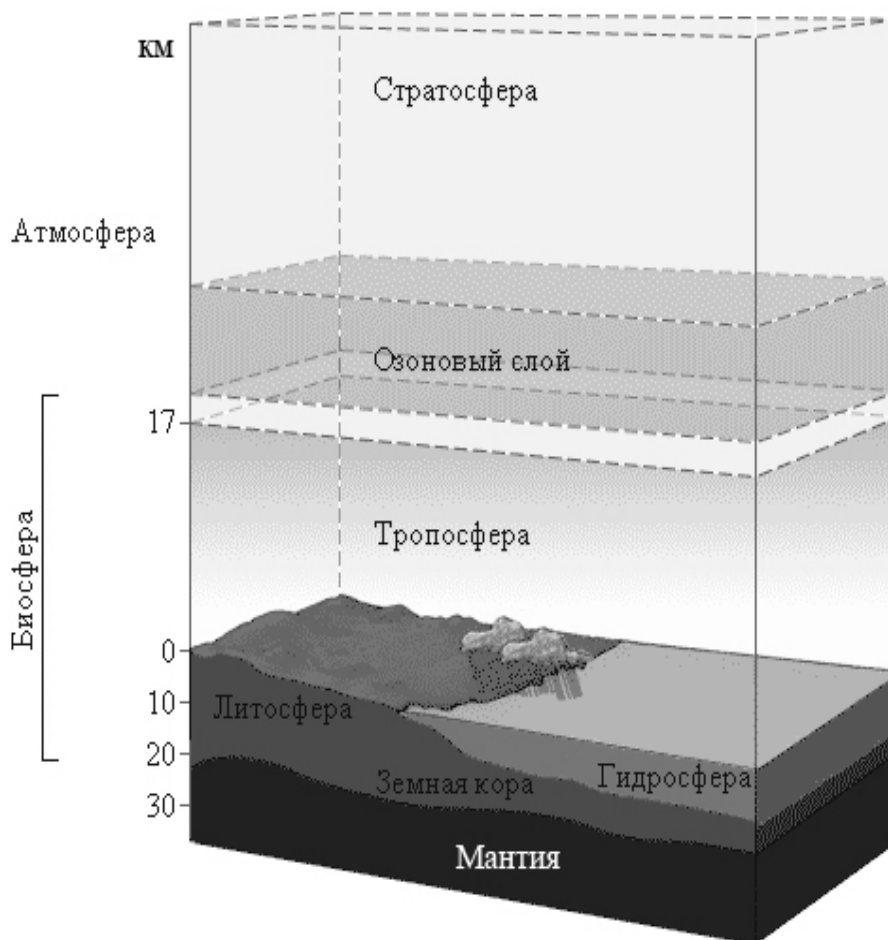 км
Стратосфера
Атмосфера
Озоновый слой
17
Тропосфера
Биосфера
0
10
Литосфера
20
Земная кора
Гидросфера
30
Мантия